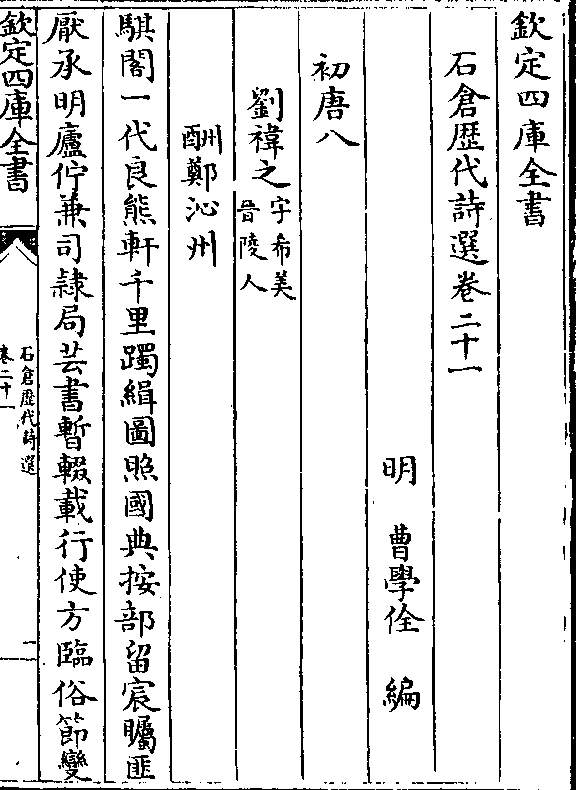 欽定四庫全書
石倉歴代詩選卷二十一
明 曹學佺 編
初唐八
劉禕之字希美
晉陵人
酬鄭沁州
騏閣一代良熊軒千里躅緝圖照國典按部留宸矚匪
厭承明廬佇兼司隷局芸書暫輟載行使方臨俗節變
欽定四庫全書
石倉歴代詩選
卷二十一
一